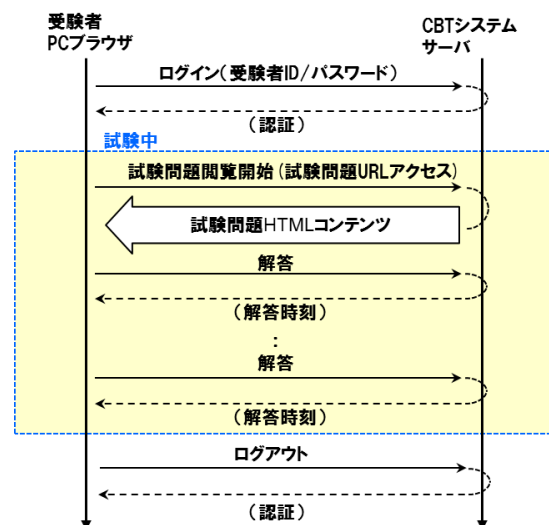 受験者
PCブラウザ
CBTシステム
サーバ
ログイン(受験者ID/パスワード)
(認証)
試験中
試験問題閲覧開始(試験問題URLアクセス)
試験問題HTMLコンテンツ
解答
(解答時刻)
:
解答
(解答時刻)
ログアウト
(認証)